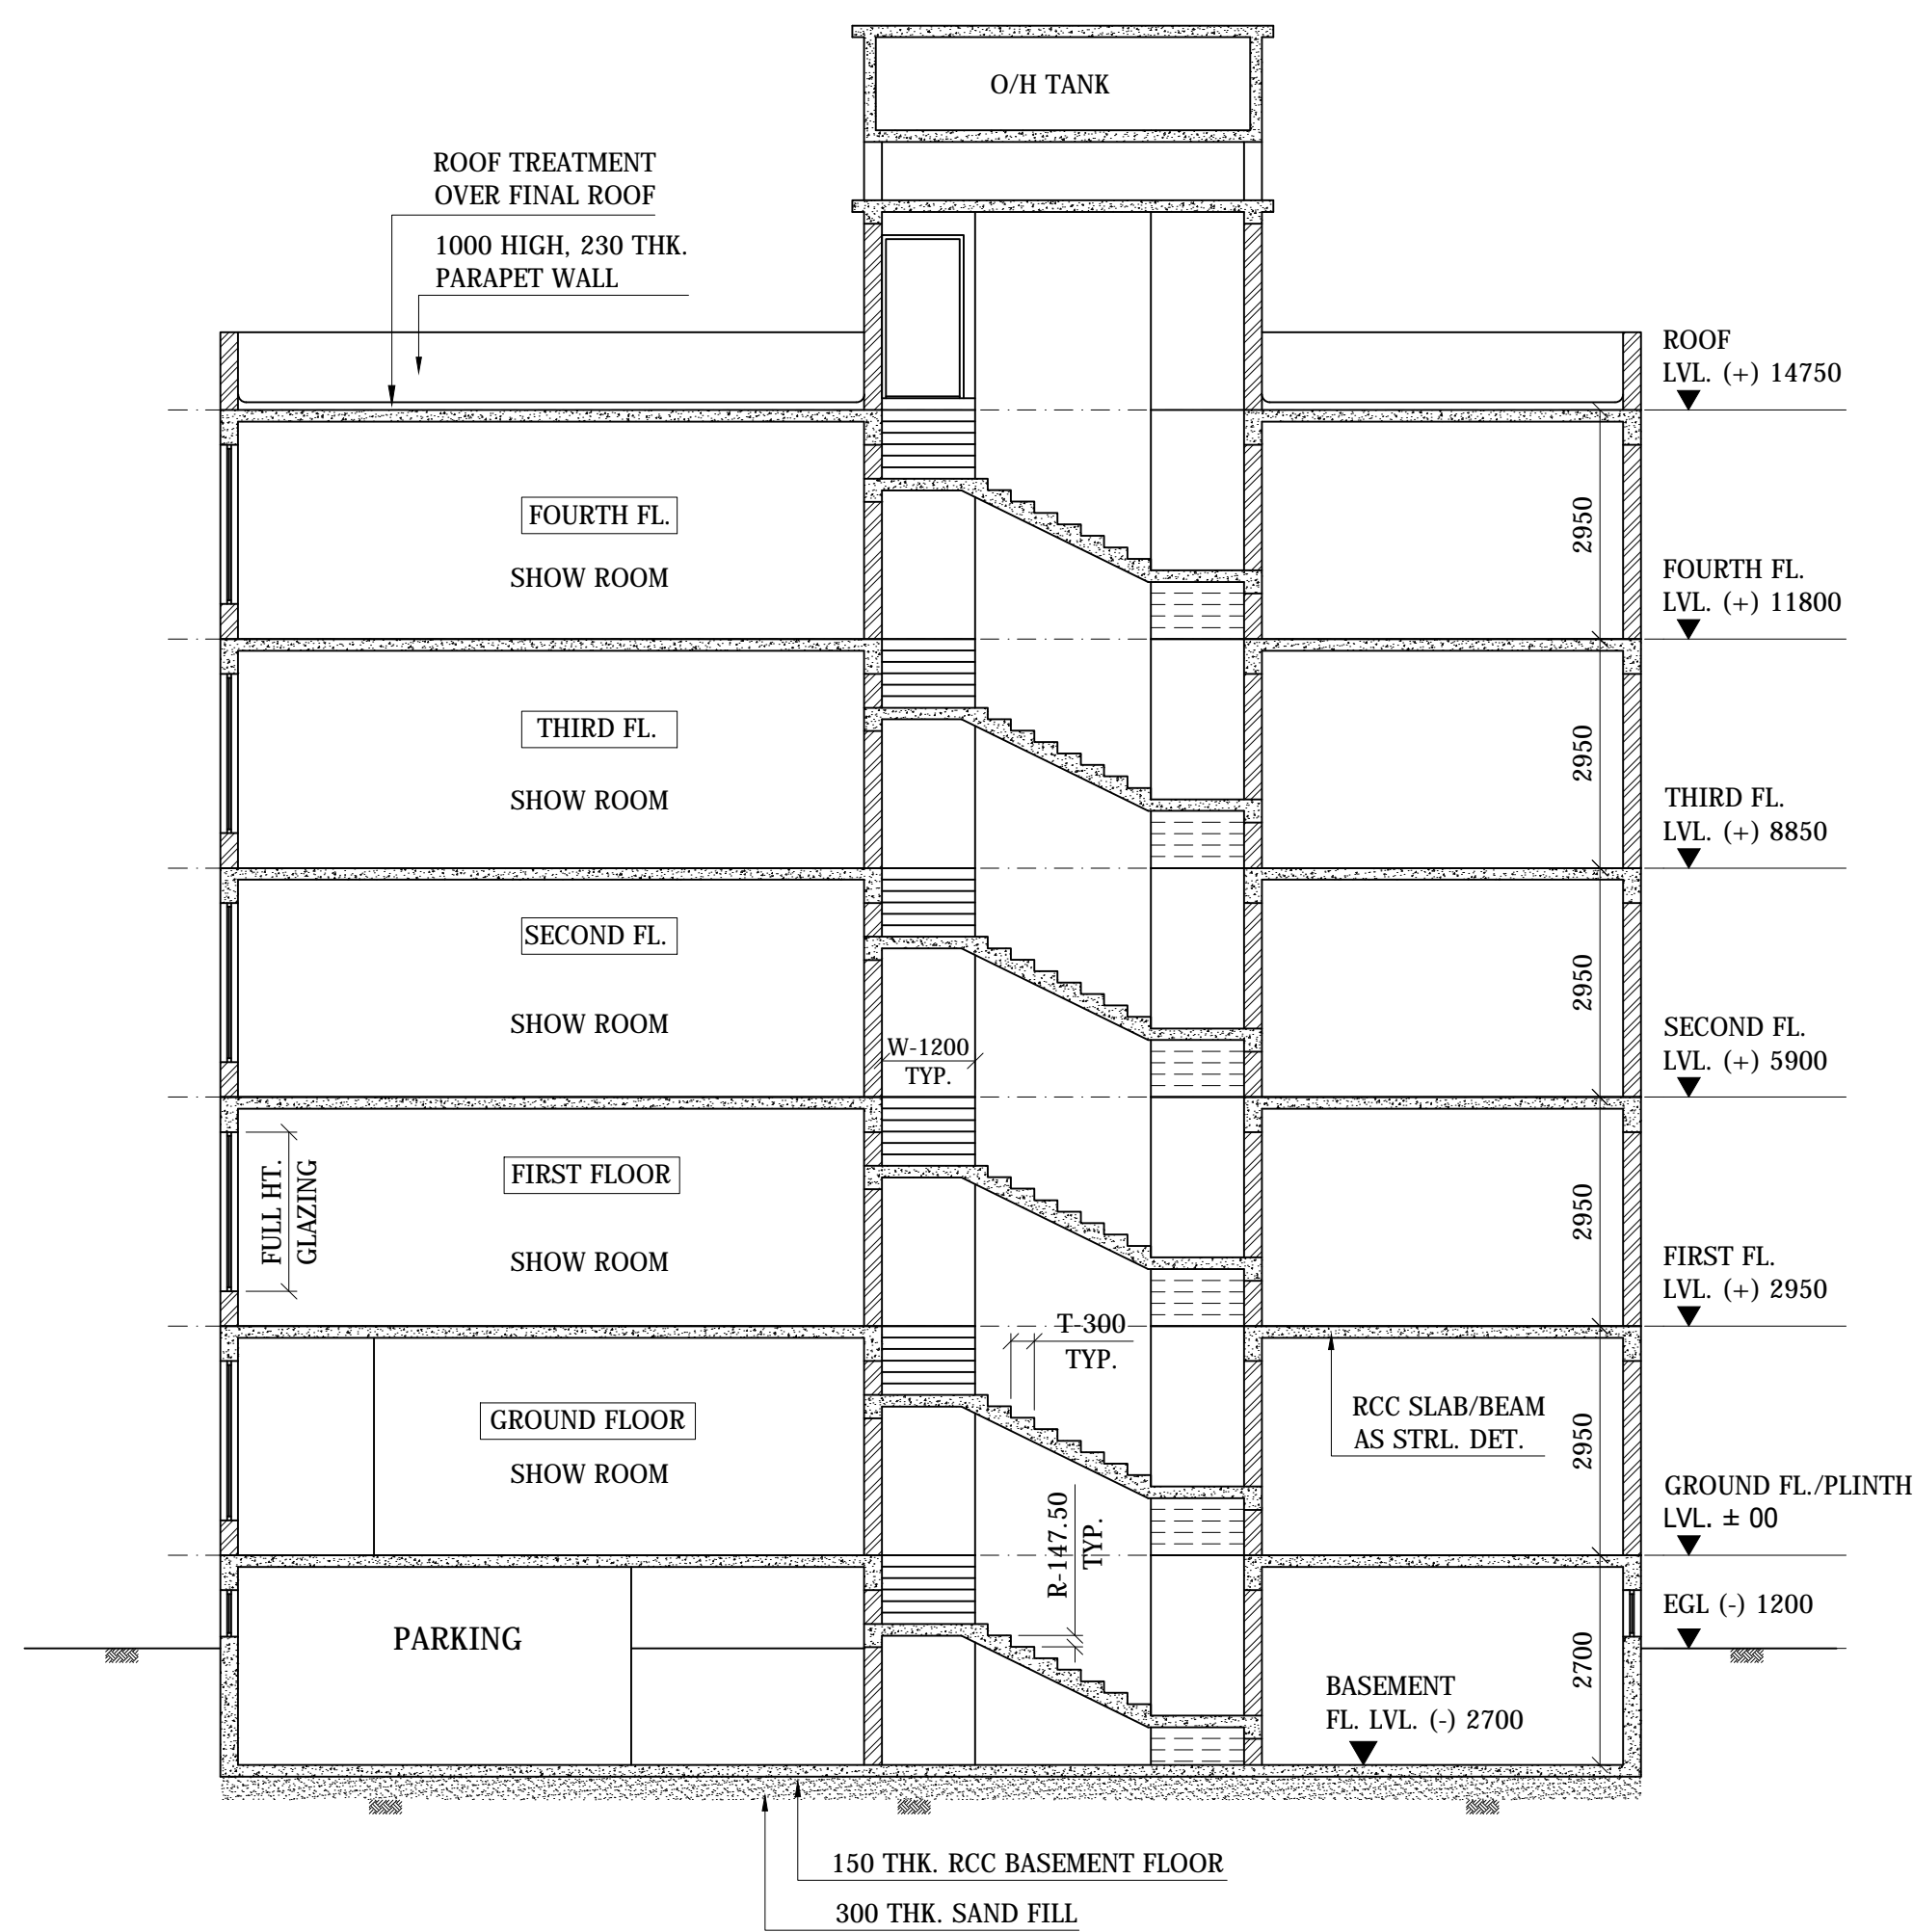 O/H TANK
ROOF TREATMENT
OVER FINAL ROOF
1000 HIGH, 230 THK.
PARAPET WALL
ROOF
LVL. (+) 14750
FOURTH FL.
SHOW ROOM
2950
FOURTH FL.
LVL. (+) 11800
THIRD FL.
SHOW ROOM
2950
THIRD FL.
LVL. (+) 8850
SECOND FL.
SHOW ROOM
2950
W-1200
TYP.
SECOND FL.
LVL. (+) 5900
FULL HT.
GLAZING
FIRST FLOOR
SHOW ROOM
2950
FIRST FL.
LVL. (+) 2950
T-300
TYP.
GROUND FLOOR
SHOW ROOM
RCC SLAB/BEAM
AS STRL. DET.
2950
GROUND FL./PLINTH
LVL. ± 00
R-147.50
TYP.
PARKING
EGL (-) 1200
2700
BASEMENT
FL. LVL. (-) 2700
150 THK. RCC BASEMENT FLOOR
300 THK. SAND FILL